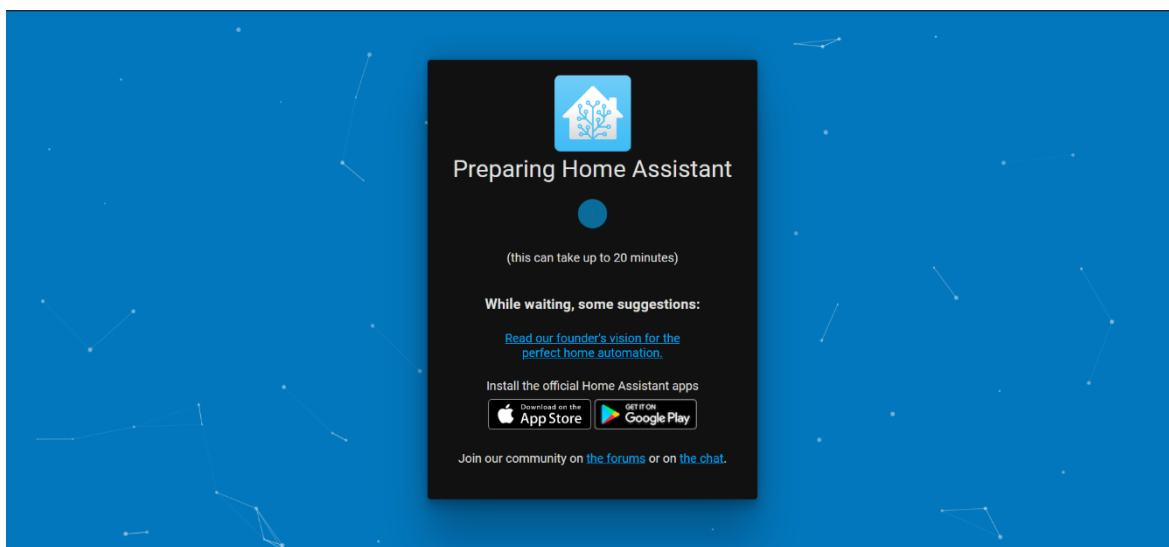 Preparing Home Assistant
(this can take up to 20 minutes)
While waiting, some suggestions:
Read our founder's vision for the
perfect home automation.
Install the official Home Assistant apps
Download on the
App Store
GET IT ON
Google Play
Join our community on the forums or on the chat.